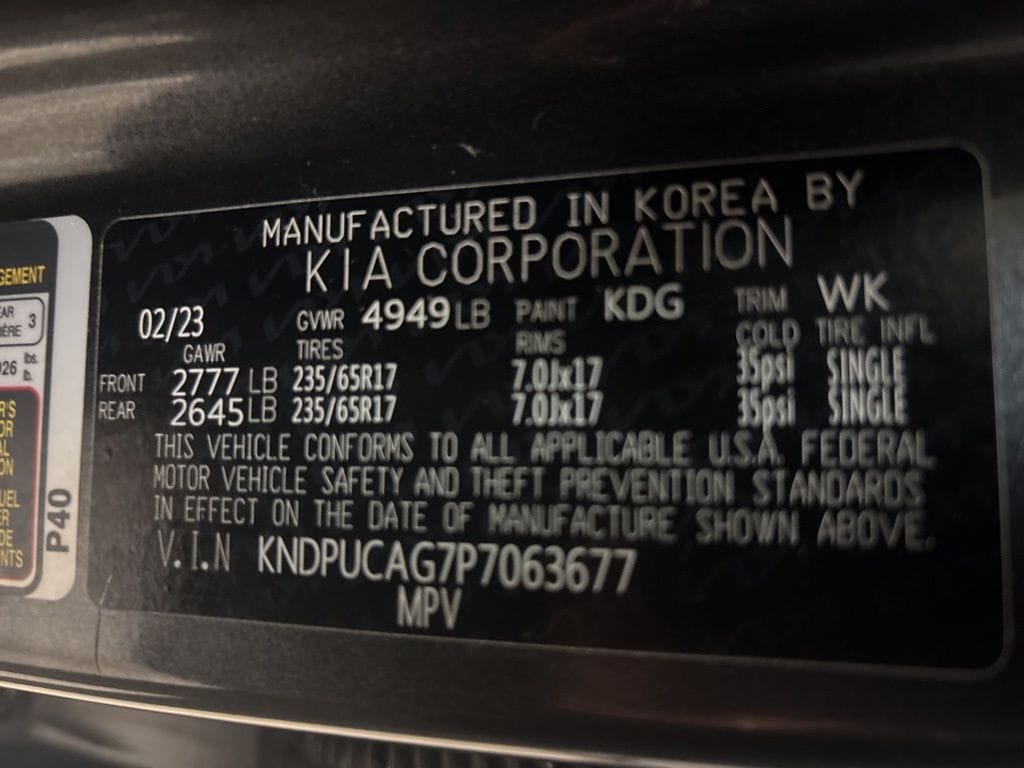 MANUFACTURED IN KOREA BY
KIA CORPORATION
02/23 GVWR 4949 LB PAINT KDG TRIM WK
GAWR TIRES RIMS COLD TIRE INFL
FRONT 2777 LB 235/65R17 7.0Jx17 35psi SINGLE
REAR 2645 LB 235/65R17 7.0Jx17 35psi SINGLE
THIS VEHICLE CONFORMS TO ALL APPLICABLE U.S.A. FEDERAL
MOTOR VEHICLE SAFETY AND THEFT PREVENTION STANDARDS
IN EFFECT ON THE DATE OF MANUFACTURE SHOWN ABOVE.
V.I.N KNDPUCAG7P7063677
MPV
GEMENT
3
lbs.
P40